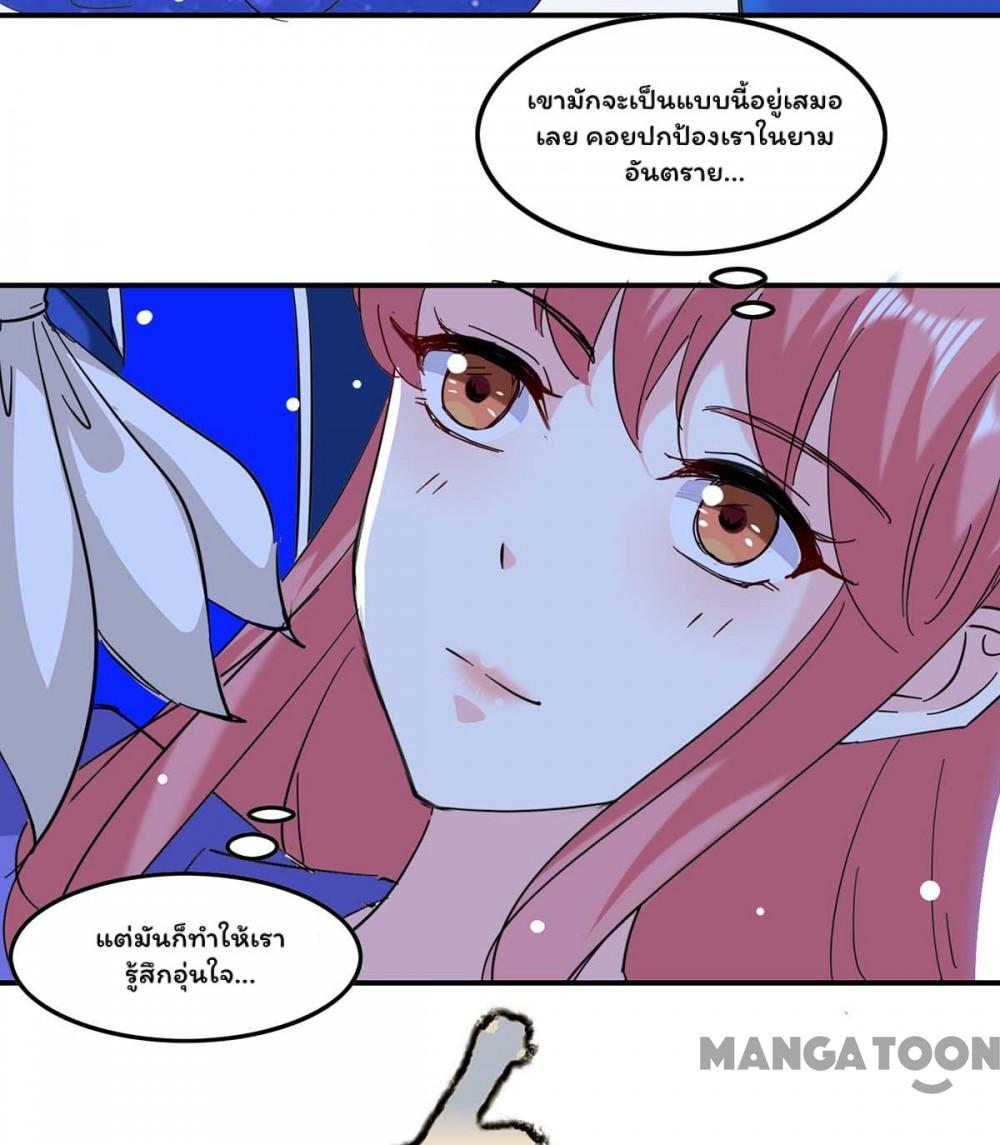 เขามักจะเป็นแบบนี้อยู่เสมอ
เลย คอยปกป้องเราในยาม
อันตราย...
แต่มันก็ทำให้เรา
รู้สึกอุ่นใจ...
MANGATOON